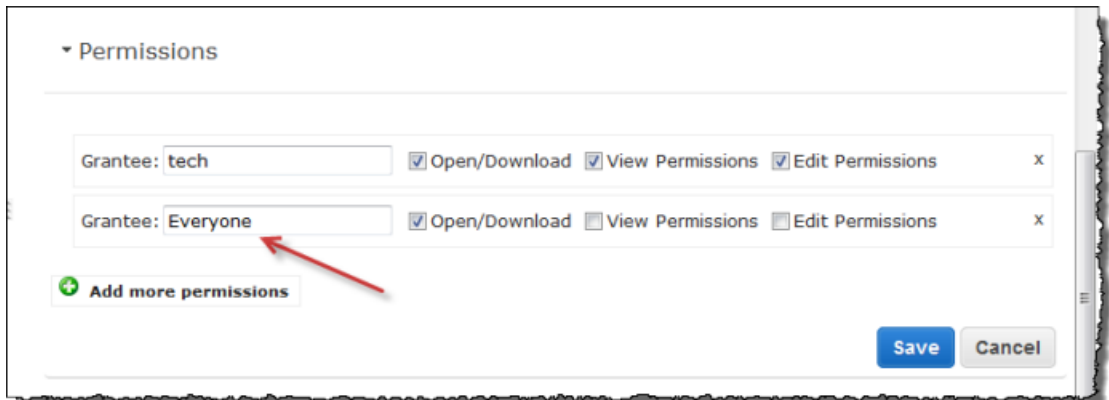 Permissions
Grantee: tech Open/Download View Permissions Edit Permissions x
Grantee: Everyone Open/Download View Permissions Edit Permissions x
Add more permissions
Save Cancel